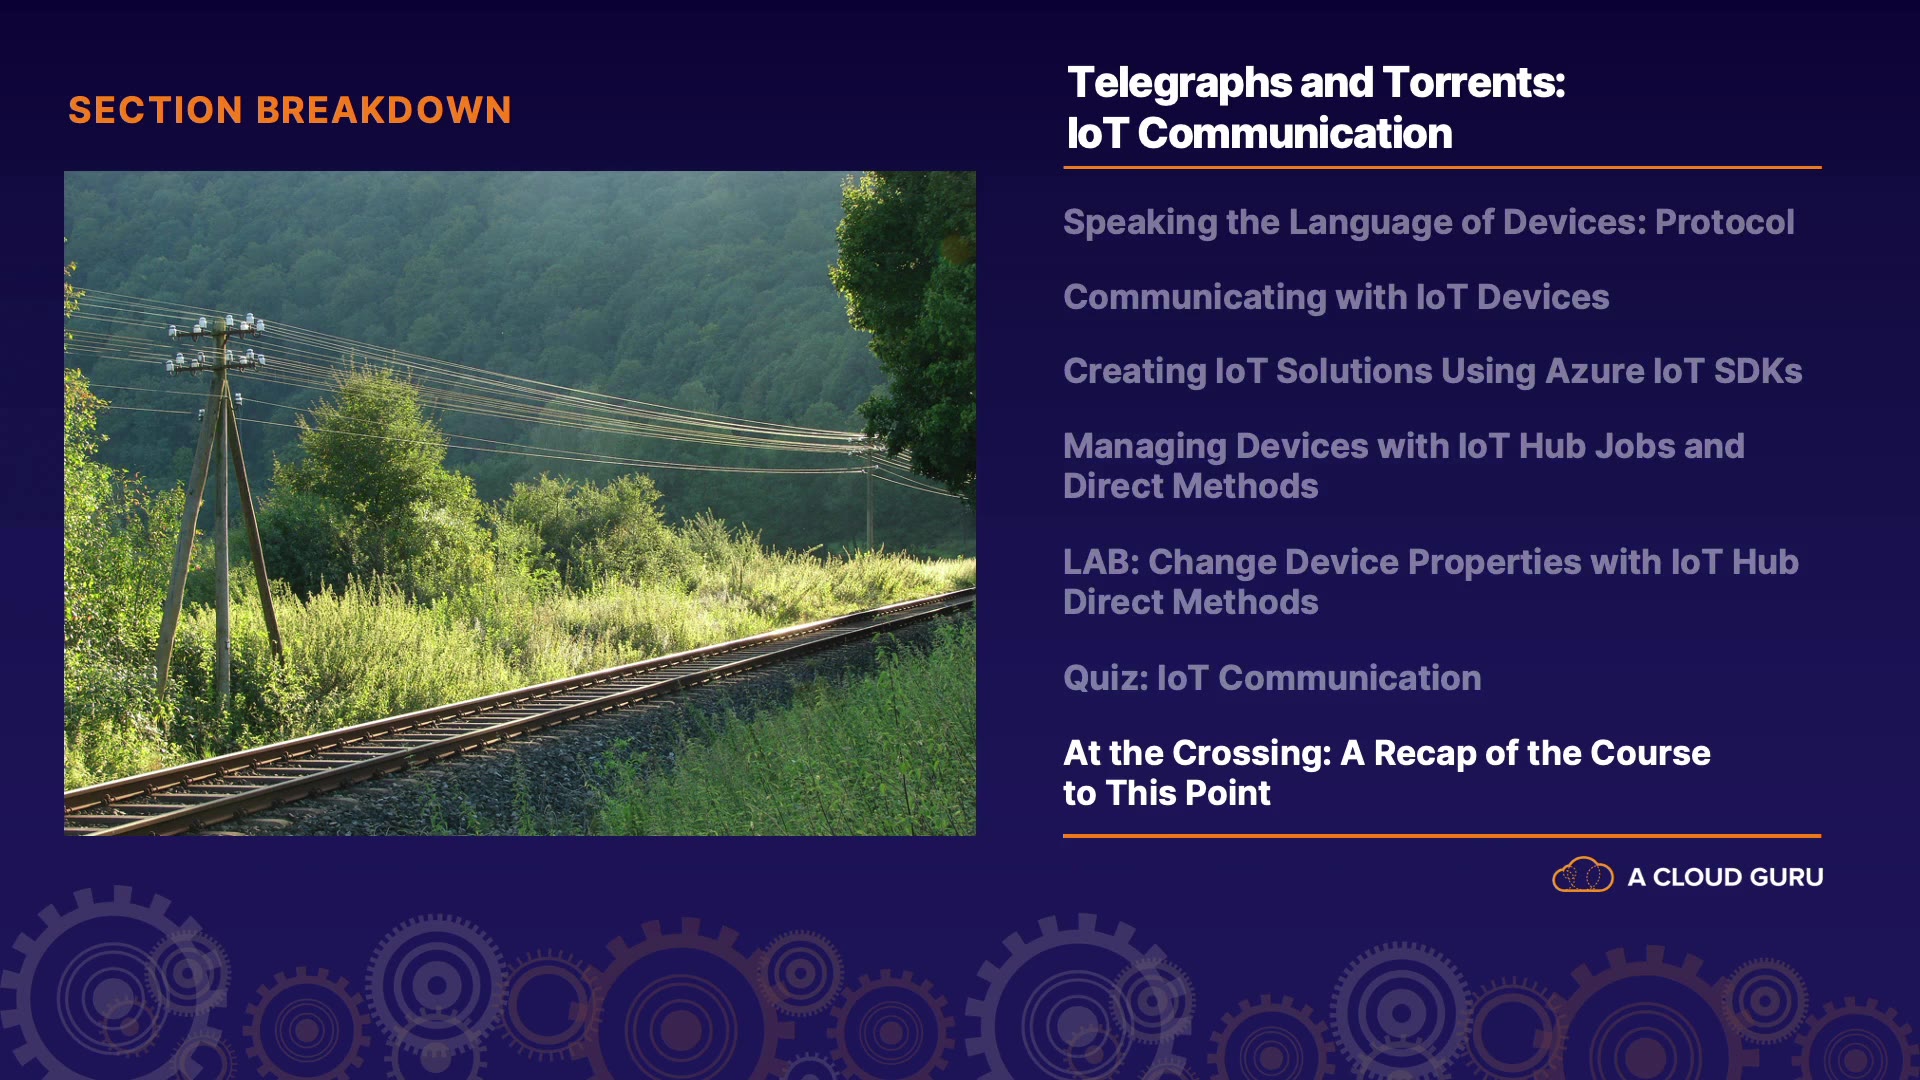 SECTION BREAKDOWN
Telegraphs and Torrents:
IoT Communication
Speaking the Language of Devices: Protocol
Communicating with IoT Devices
Creating IoT Solutions Using Azure IoT SDKs
Managing Devices with IoT Hub Jobs and
Direct Methods
LAB: Change Device Properties with IoT Hub
Direct Methods
Quiz: IoT Communication
At the Crossing: A Recap of the Course
to This Point
A CLOUD GURU